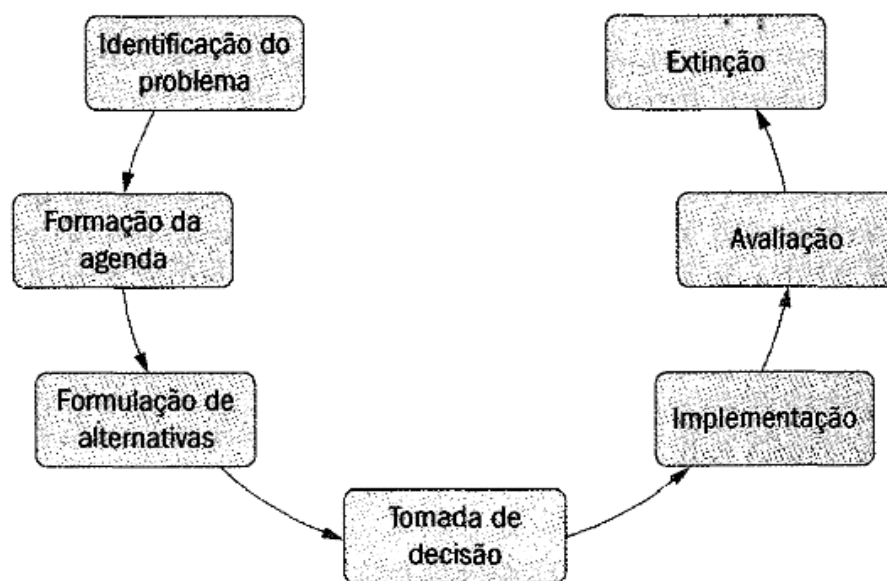 Identificação do
problema
Formação da
agenda
Formulação de
alternativas
Tomada de
decisão
Implementação
Avaliação
Extinção